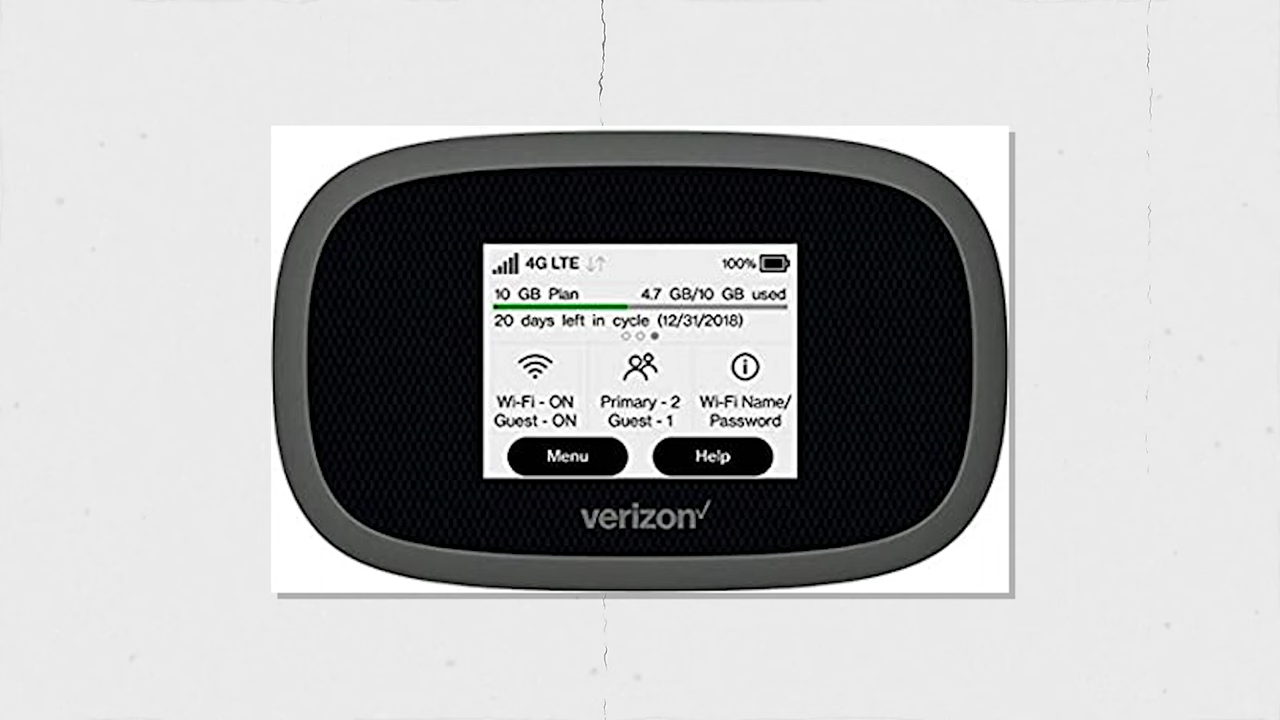 4G LTE 100%
10 GB Plan 4.7 GB/10 GB used
20 days left in cycle (12/31/2018)
Wi-Fi - ON Primary - 2 Wi-Fi Name/
Guest - ON Guest - 1 Password
Menu Help
verizon